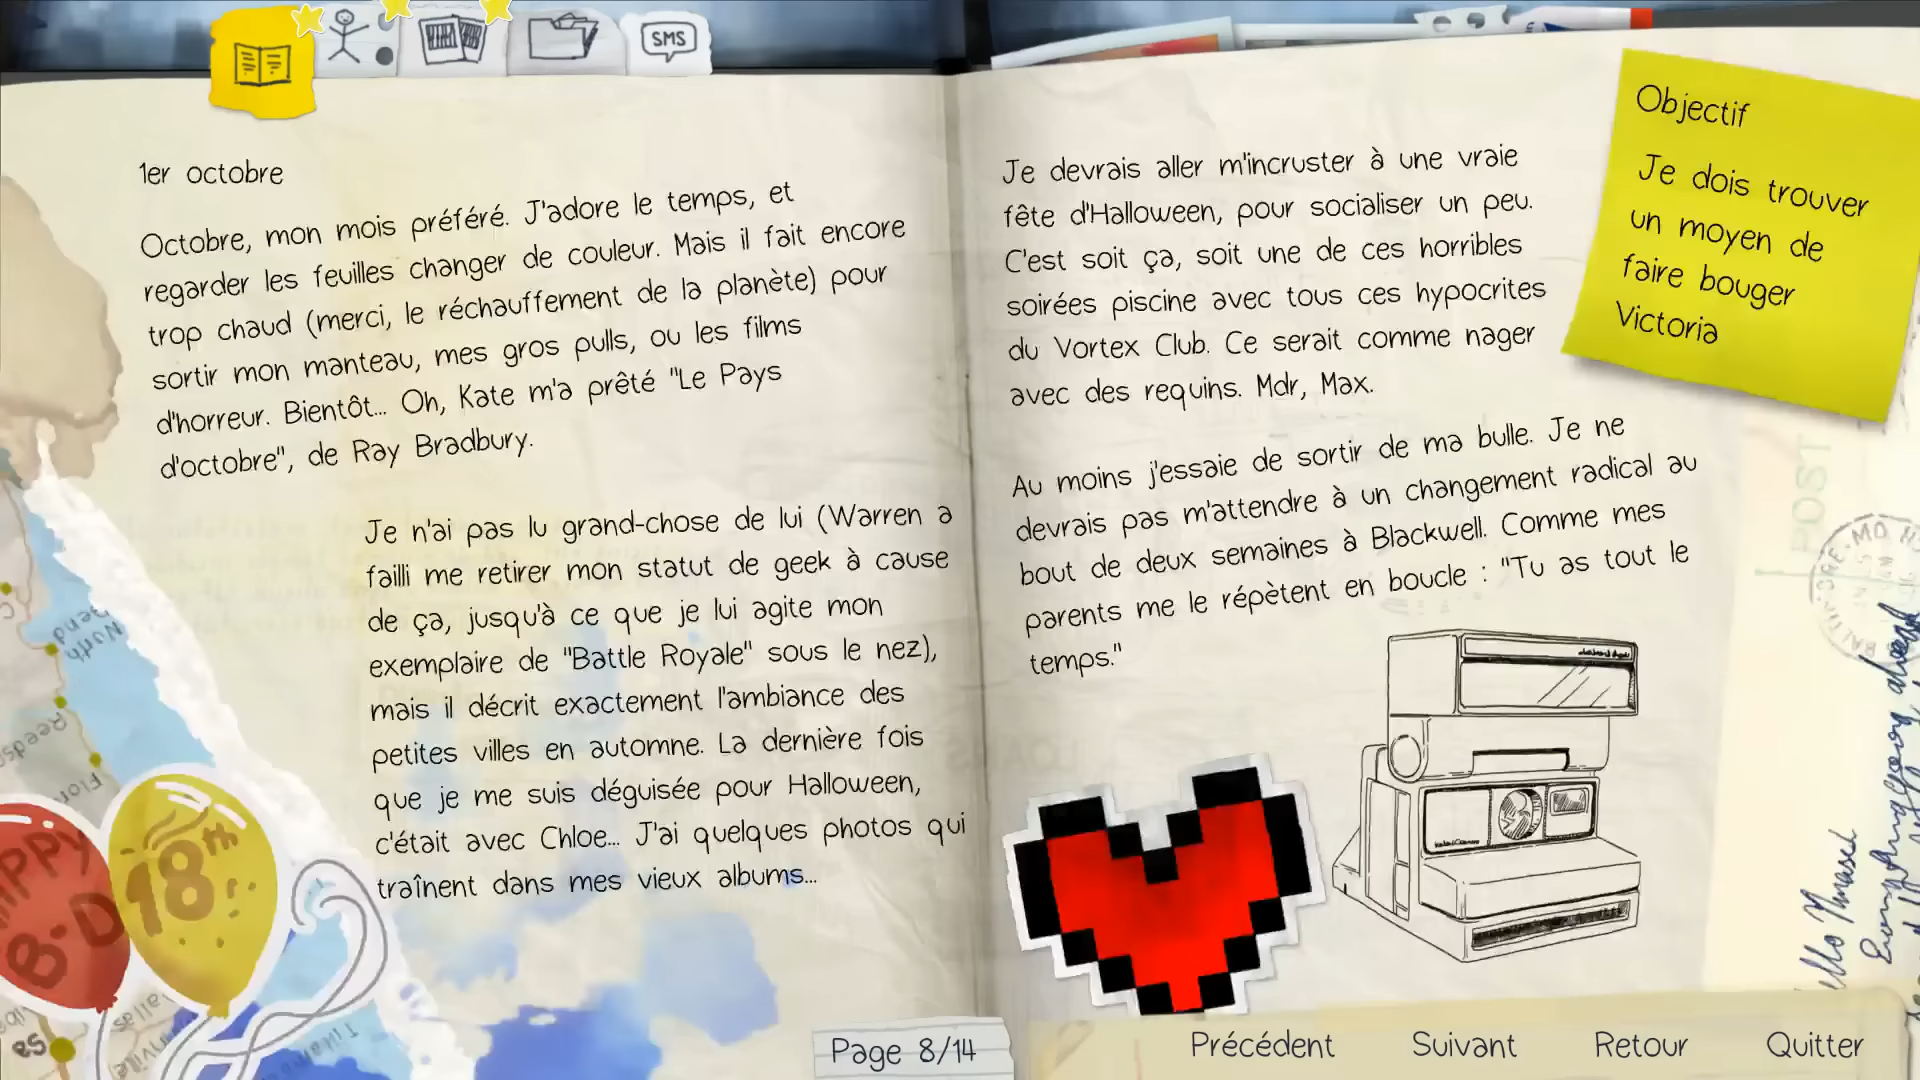 SMS
1er octobre
Octobre, mon mois préféré. J'adore le temps, et
regarder les feuilles changer de couleur. Mais il fait encore
trop chaud (merci, le réchauffement de la planète) pour
sortir mon manteau, mes gros pulls, ou les films
d'horreur. Bientôt... Oh, Kate m'a prêté "Le Pays
d'octobre", de Ray Bradbury.
Je n'ai pas lu grand-chose de lui (Warren a
failli me retirer mon statut de geek à cause
de ça, jusqu'à ce que je lui agite mon
exemplaire de "Battle Royale" sous le nez),
mais il décrit exactement l'ambiance des
petites villes en automne. La dernière fois
que je me suis déguisée pour Halloween,
c'était avec Chloe... J'ai quelques photos qui
traînent dans mes vieux albums...
Je devrais aller m'incruster à une vraie
fête d'Halloween, pour socialiser un peu.
C'est soit ça, soit une de ces horribles
soirées piscine avec tous ces hypocrites
du Vortex Club. Ce serait comme nager
avec des requins. Mdr, Max.
Au moins j'essaie de sortir de ma bulle. Je ne
devrais pas m'attendre à un changement radical au
bout de deux semaines à Blackwell. Comme mes
parents me le répètent en boucle : "Tu as tout le
temps."
Objectif
Je dois trouver
un moyen de
faire bouger
Victoria
POST
North
Bend
18th
8-D
es
Page 8/14
Précédent
Suivant
Retour
Quitter